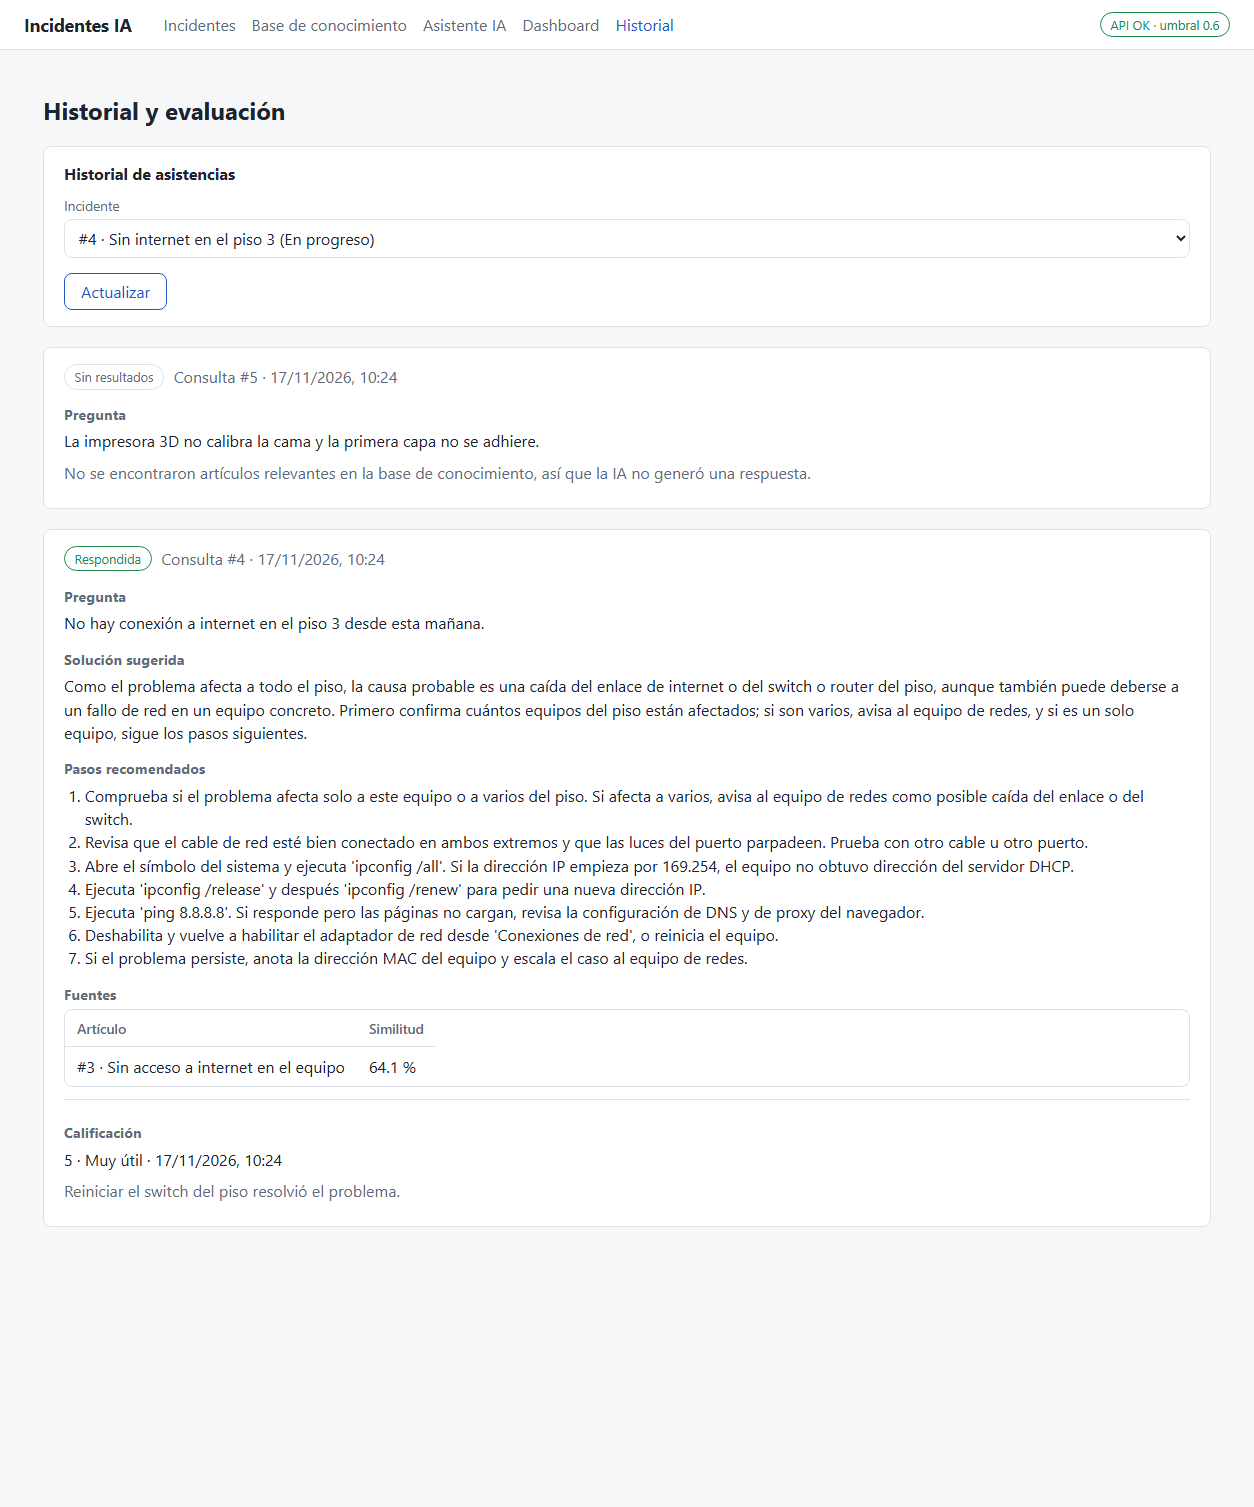 Incidentes IA
Incidentes
Base de conocimiento
Asistente IA
Dashboard
Historial
API OK · umbral 0.6
Historial y evaluación
Historial de asistencias
Incidente
#4 · Sin internet en el piso 3 (En progreso)
Actualizar
Sin resultados
Consulta #5 · 17/11/2026, 10:24
Pregunta
La impresora 3D no calibra la cama y la primera capa no se adhiere.
No se encontraron artículos relevantes en la base de conocimiento, así que la IA no generó una respuesta.
Respondida
Consulta #4 · 17/11/2026, 10:24
Pregunta
No hay conexión a internet en el piso 3 desde esta mañana.
Solución sugerida
Como el problema afecta a todo el piso, la causa probable es una caída del enlace de internet o del switch o router del piso, aunque también puede deberse a
un fallo de red en un equipo concreto. Primero confirma cuántos equipos del piso están afectados; si son varios, avisa al equipo de redes, y si es un solo
equipo, sigue los pasos siguientes.
Pasos recomendados
1. Comprueba si el problema afecta solo a este equipo o a varios del piso. Si afecta a varios, avisa al equipo de redes como posible caída del enlace o del
switch.
2. Revisa que el cable de red esté bien conectado en ambos extremos y que las luces del puerto parpadeen. Prueba con otro cable u otro puerto.
3. Abre el símbolo del sistema y ejecuta 'ipconfig /all'. Si la dirección IP empieza por 169.254, el equipo no obtuvo dirección del servidor DHCP.
4. Ejecuta 'ipconfig /release' y después 'ipconfig /renew' para pedir una nueva dirección IP.
5. Ejecuta 'ping 8.8.8.8'. Si responde pero las páginas no cargan, revisa la configuración de DNS y de proxy del navegador.
6. Deshabilita y vuelve a habilitar el adaptador de red desde 'Conexiones de red', o reinicia el equipo.
7. Si el problema persiste, anota la dirección MAC del equipo y escala el caso al equipo de redes.
Fuentes
Artículo Similitud
#3 · Sin acceso a internet en el equipo 64.1 %
Calificación
5 · Muy útil · 17/11/2026, 10:24
Reiniciar el switch del piso resolvió el problema.